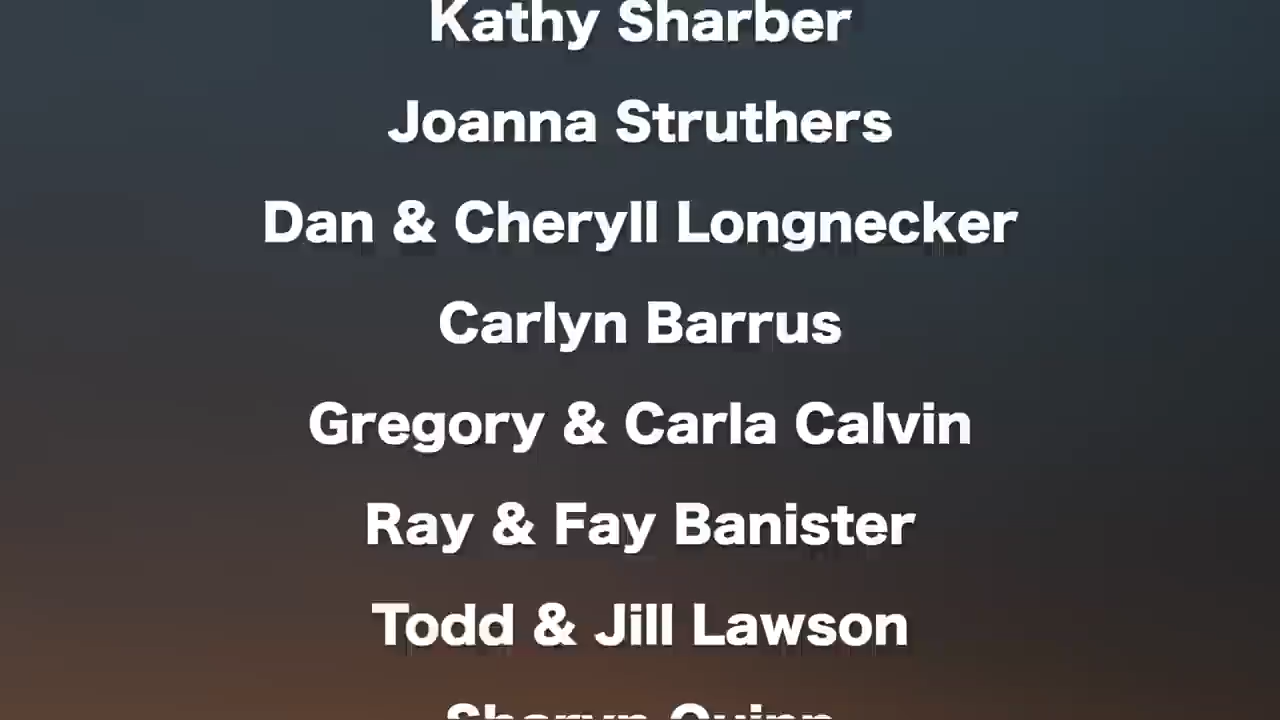 Kathy Sharber
Joanna Struthers
Dan & Cheryll Longnecker
Carlyn Barrus
Gregory & Carla Calvin
Ray & Fay Banister
Todd & Jill Lawson